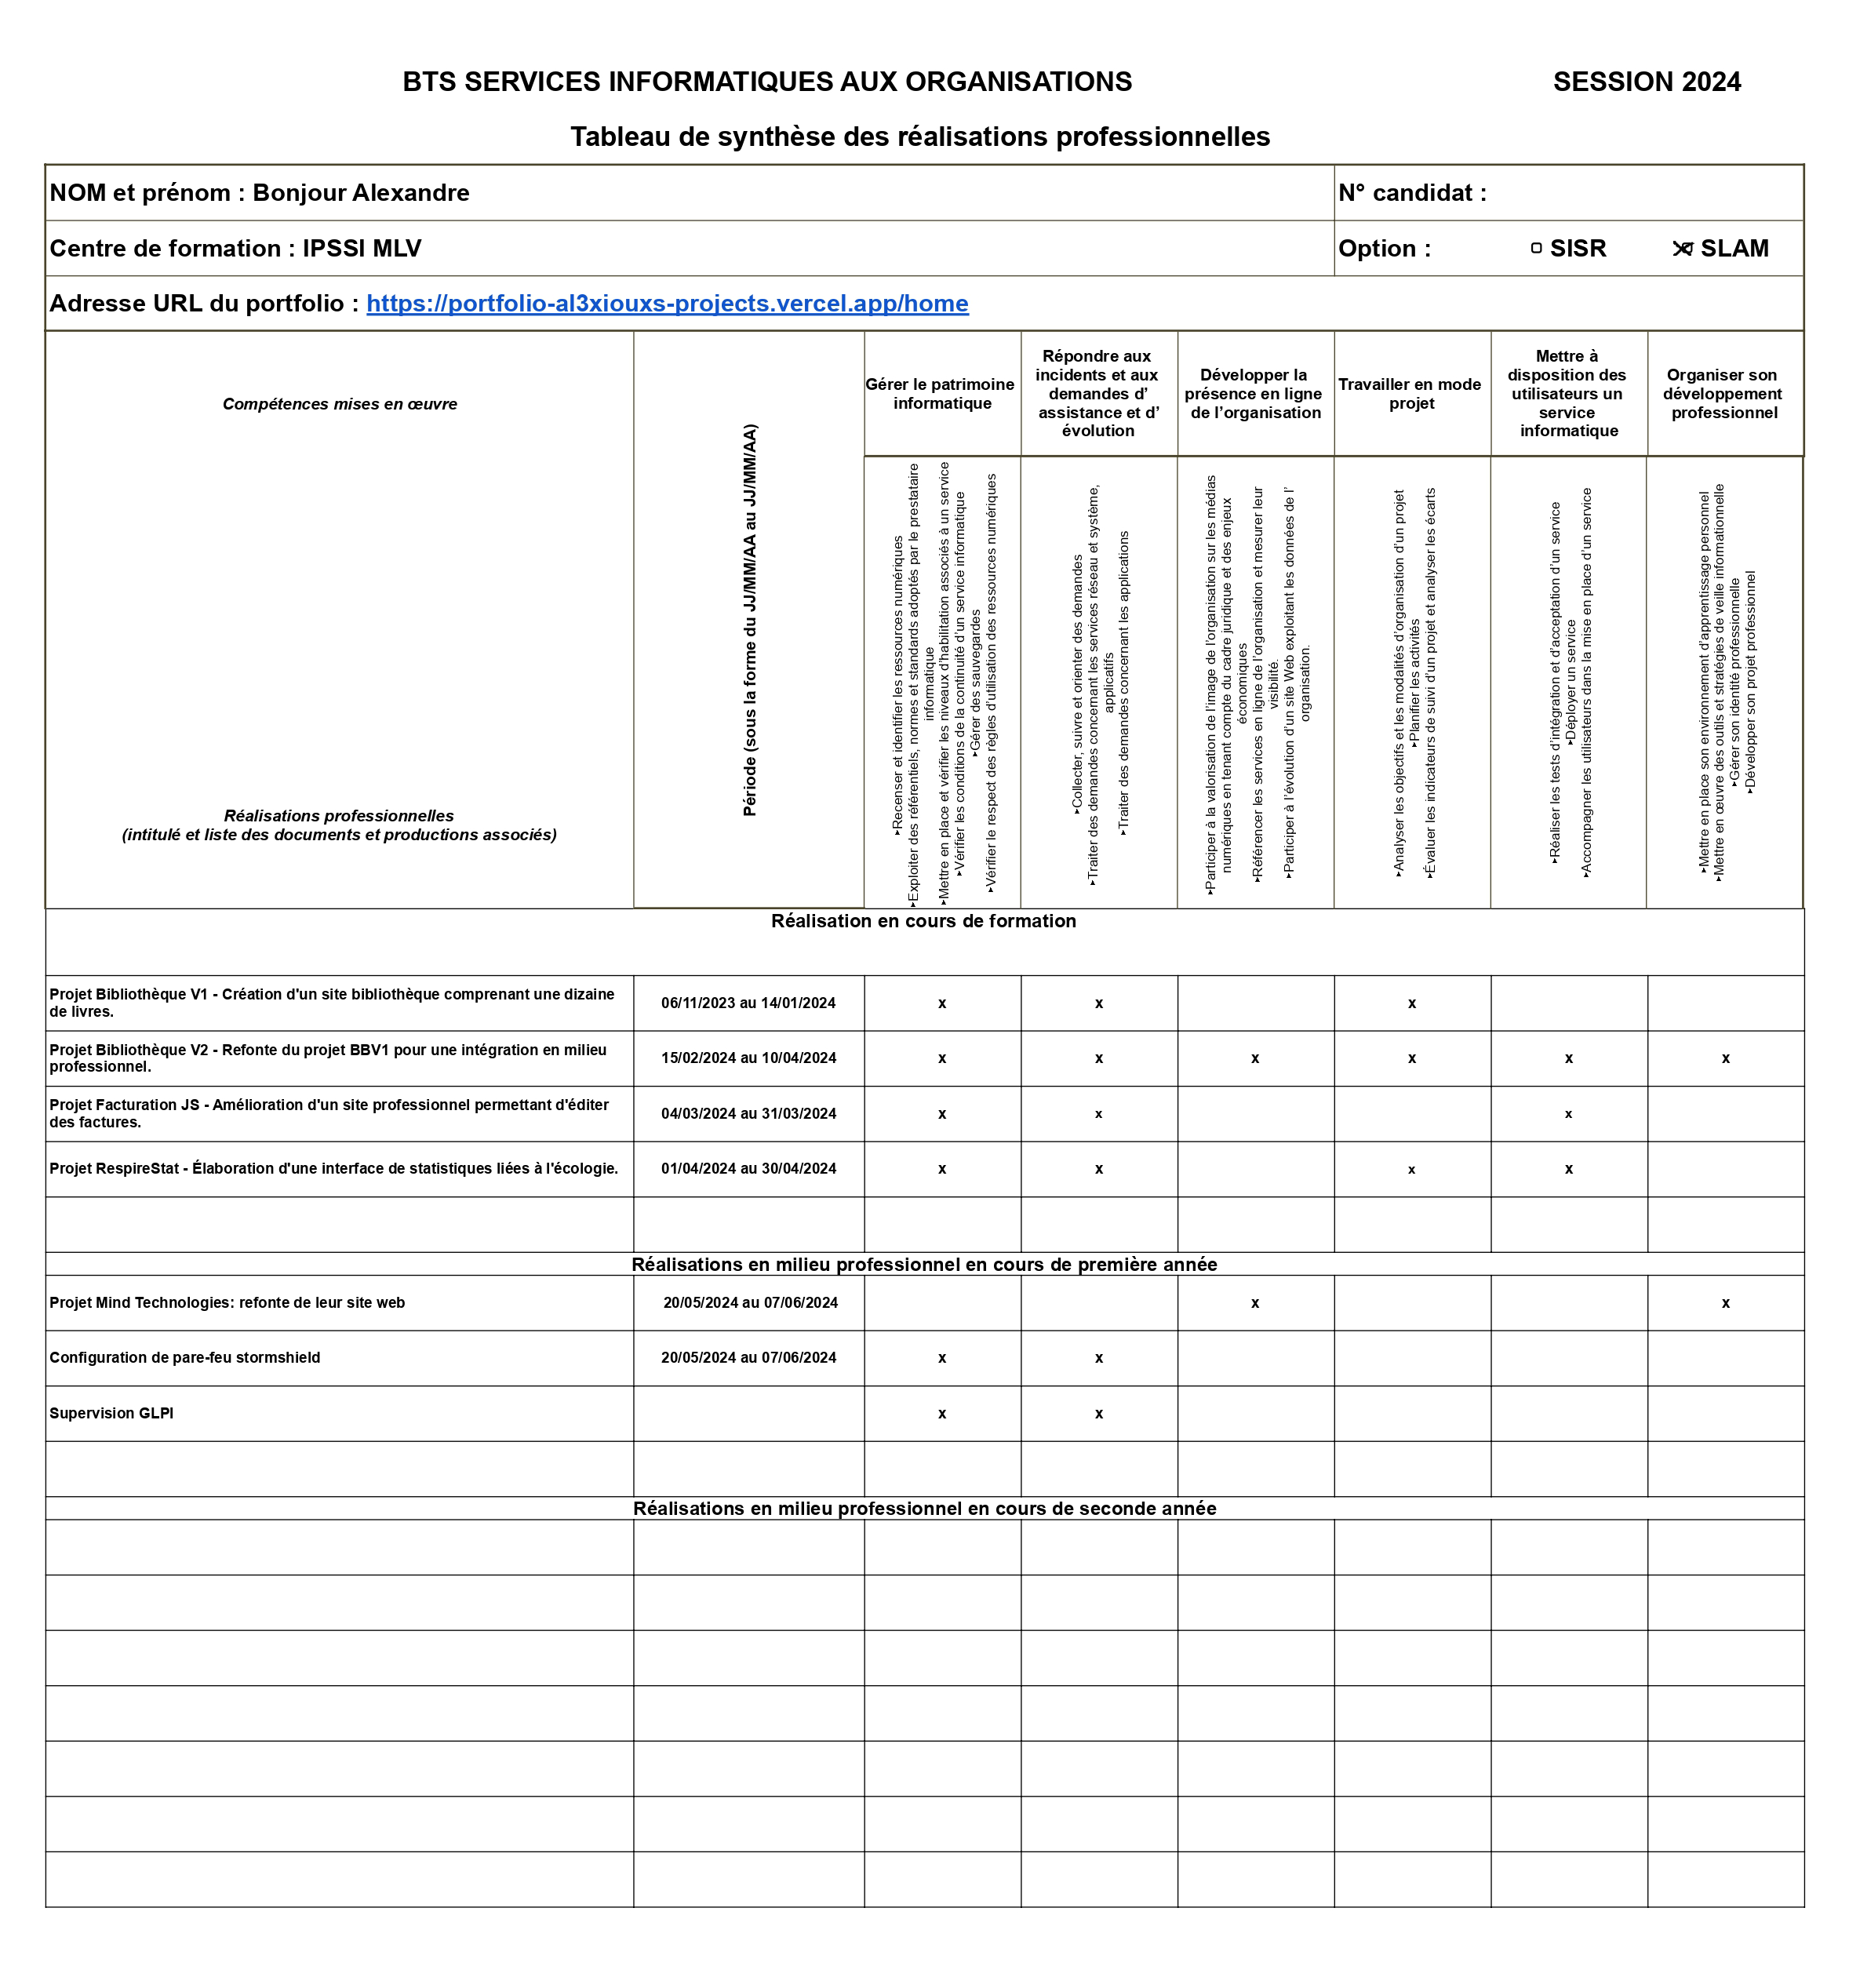 BTS SERVICES INFORMATIQUES AUX ORGANISATIONS SESSION 2024
Tableau de synthèse des réalisations professionnelles
NOM et prénom : Bonjour Alexandre
N° candidat :
Centre de formation : IPSSI MLV
Option : SISR SLAM
Adresse URL du portfolio : https://portfolio-al3xiouxs-projects.vercel.app/home
Compétences mises en œuvre
Réalisations professionnelles
(intitulé et liste des documents et productions associés)
Période (sous la forme du JJ/MM/AA au JJ/MM/AA)
Gérer le patrimoine
informatique
Répondre aux
incidents et aux
demandes d’
assistance et d’
évolution
Développer la
présence en ligne
de l’organisation
Travailler en mode
projet
Mettre à
disposition des
utilisateurs un
service
informatique
Organiser son
développement
professionnel
▸Recenser et identifier les ressources numériques
▸Exploiter des référentiels, normes et standards adoptés par le prestataire
informatique
▸Mettre en place et vérifier les niveaux d’habilitation associés à un service
▸Vérifier les conditions de la continuité d’un service informatique
▸Gérer des sauvegardes
▸Vérifier le respect des règles d’utilisation des ressources numériques
▸Collecter, suivre et orienter des demandes
▸Traiter des demandes concernant les services réseau et système,
applicatifs
▸Traiter des demandes concernant les applications
▸Participer à la valorisation de l’image de l’organisation sur les médias
numériques en tenant compte du cadre juridique et des enjeux
économiques
▸Référencer les services en ligne de l’organisation et mesurer leur
visibilité.
▸Participer à l’évolution d’un site Web exploitant les données de l’
organisation.
▸Analyser les objectifs et les modalités d’organisation d’un projet
▸Planifier les activités
▸Évaluer les indicateurs de suivi d’un projet et analyser les écarts
▸Réaliser les tests d’intégration et d’acceptation d’un service
▸Déployer un service
▸Accompagner les utilisateurs dans la mise en place d’un service
▸Mettre en place son environnement d’apprentissage personnel
▸Mettre en œuvre des outils et stratégies de veille informationnelle
▸Gérer son identité professionnelle
▸Développer son projet professionnel
Réalisation en cours de formation
Projet Bibliothèque V1 - Création d'un site bibliothèque comprenant une dizaine
de livres.
06/11/2023 au 14/01/2024 x x x
Projet Bibliothèque V2 - Refonte du projet BBV1 pour une intégration en milieu
professionnel.
15/02/2024 au 10/04/2024 x x x x x x
Projet Facturation JS - Amélioration d'un site professionnel permettant d'éditer
des factures.
04/03/2024 au 31/03/2024 x x x
Projet RespireStat - Élaboration d'une interface de statistiques liées à l'écologie. 01/04/2024 au 30/04/2024 x x x x
Réalisations en milieu professionnel en cours de première année
Projet Mind Technologies: refonte de leur site web 20/05/2024 au 07/06/2024 x x
Configuration de pare-feu stormshield 20/05/2024 au 07/06/2024 x x
Supervision GLPI x x
Réalisations en milieu professionnel en cours de seconde année